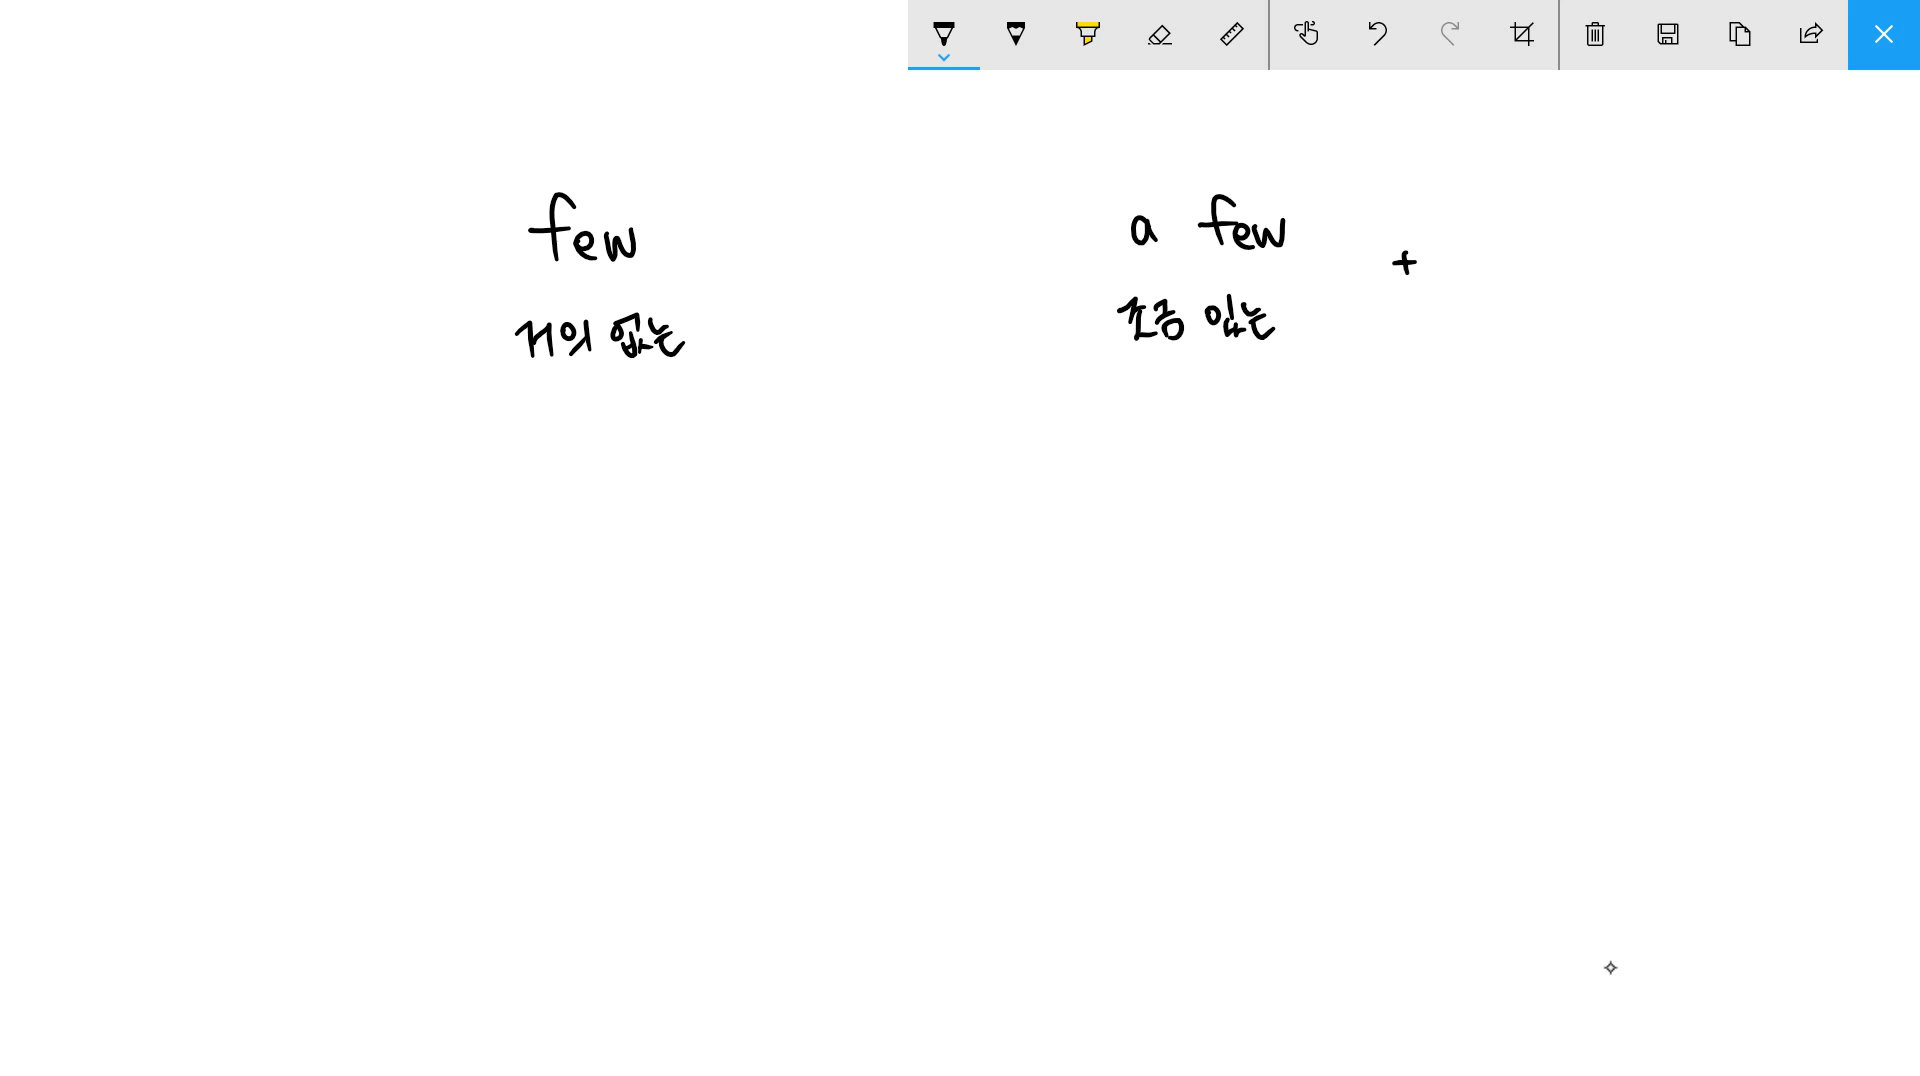 few
a few
+
거의 없는
조금 있는